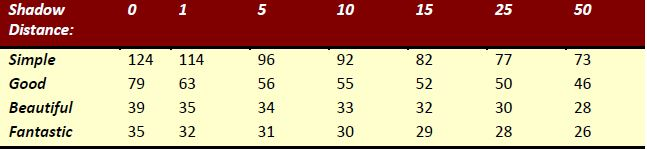 Shadow Distance: 0 1 5 10 15 25 50
Simple 124 114 96 92 82 77 73
Good 79 63 56 55 52 50 46
Beautiful 39 35 34 33 32 30 28
Fantastic 35 32 31 30 29 28 26